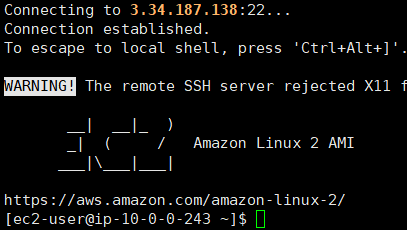 Connecting to 3.34.187.138:22...
Connection established.
To escape to local shell, press 'Ctrl+Alt+]'.
WARNING! The remote SSH server rejected X11 f
       __|  __|_  )
       _|  (     /   Amazon Linux 2 AMI
      ___|\___|___|
https://aws.amazon.com/amazon-linux-2/
[ec2-user@ip-10-0-0-243 ~]$